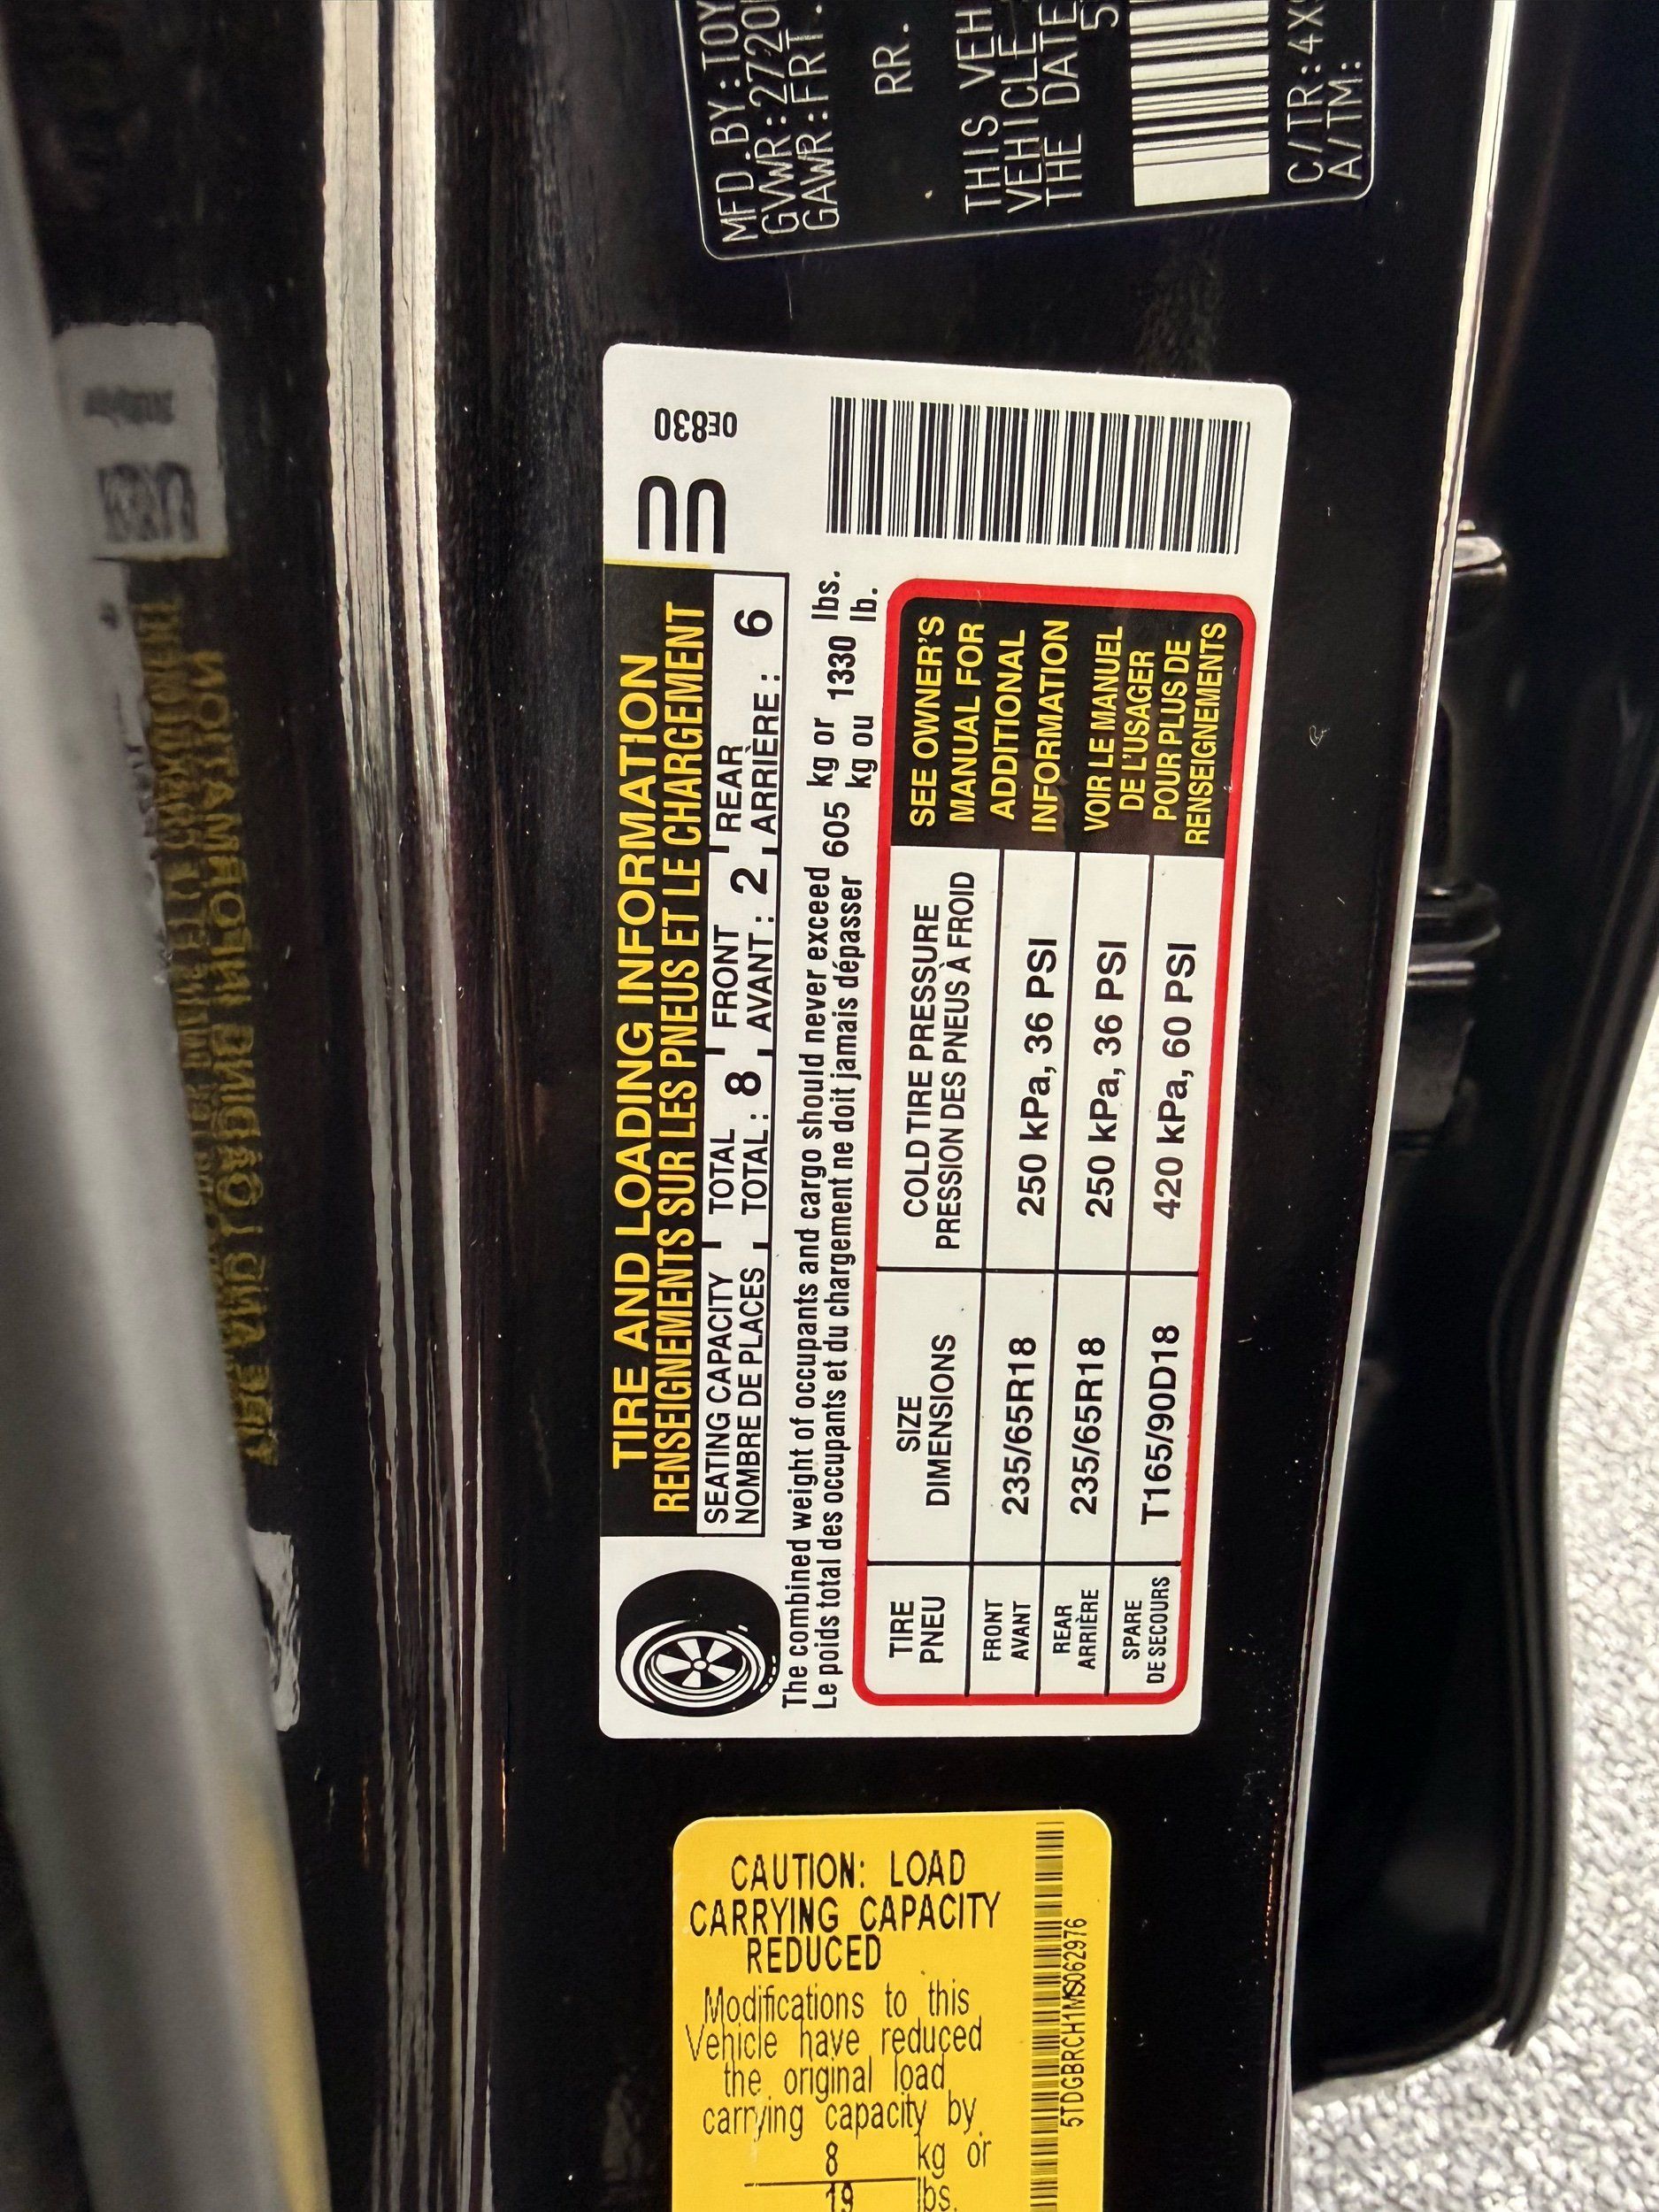 TIRE AND LOADING INFORMATION
RENSEIGNEMENTS SUR LES PNEUS ET LE CHARGEMENT
SEATING CAPACITY TOTAL FRONT REAR
NOMBRE DE PLACES TOTAL : 8 AVANT : 2 ARRIÈRE : 6
The combined weight of occupants and cargo should never exceed 605 kg or 1330 lbs.
Le poids total des occupants et du chargement ne doit jamais dépasser kg ou lb.
TIRE SIZE COLD TIRE PRESSURE
PNEU DIMENSIONS PRESSION DES PNEUS À FROID
FRONT
AVANT
235/65R18 250 kPa, 36 PSI
REAR
ARRIÈRE
235/65R18 250 kPa, 36 PSI
SPARE
DE SECOURS
T165/90D18 420 kPa, 60 PSI
SEE OWNER'S
MANUAL FOR
ADDITIONAL
INFORMATION
VOIR LE MANUEL
DE L'USAGER
POUR PLUS DE
RENSEIGNEMENTS
0E830
MFD.BY:TOY
GVWR:2720
GAWR:FRT.
RR.
THIS VEH
VEHICLE
THE DATE
5
C/TR:4X
A/TM:
CAUTION: LOAD
CARRYING CAPACITY
REDUCED
Modifications to this
Vehicle have reduced
the original load
carrying capacity by
8 kg or
19 lbs.
5TDGBRCH1MS062976